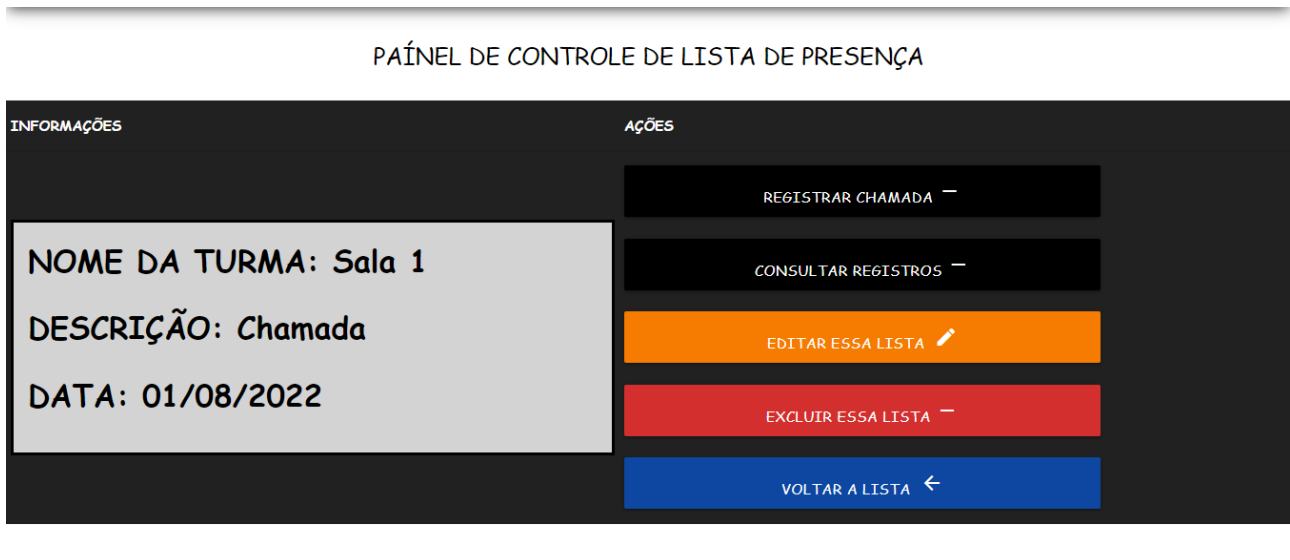 PAÍNEL DE CONTROLE DE LISTA DE PRESENÇA
INFORMAÇÕES
AÇÕES
NOME DA TURMA: Sala 1
DESCRIÇÃO: Chamada
DATA: 01/08/2022
REGISTRAR CHAMADA
CONSULTAR REGISTROS
EDITAR ESSA LISTA
EXCLUIR ESSA LISTA
VOLTAR A LISTA